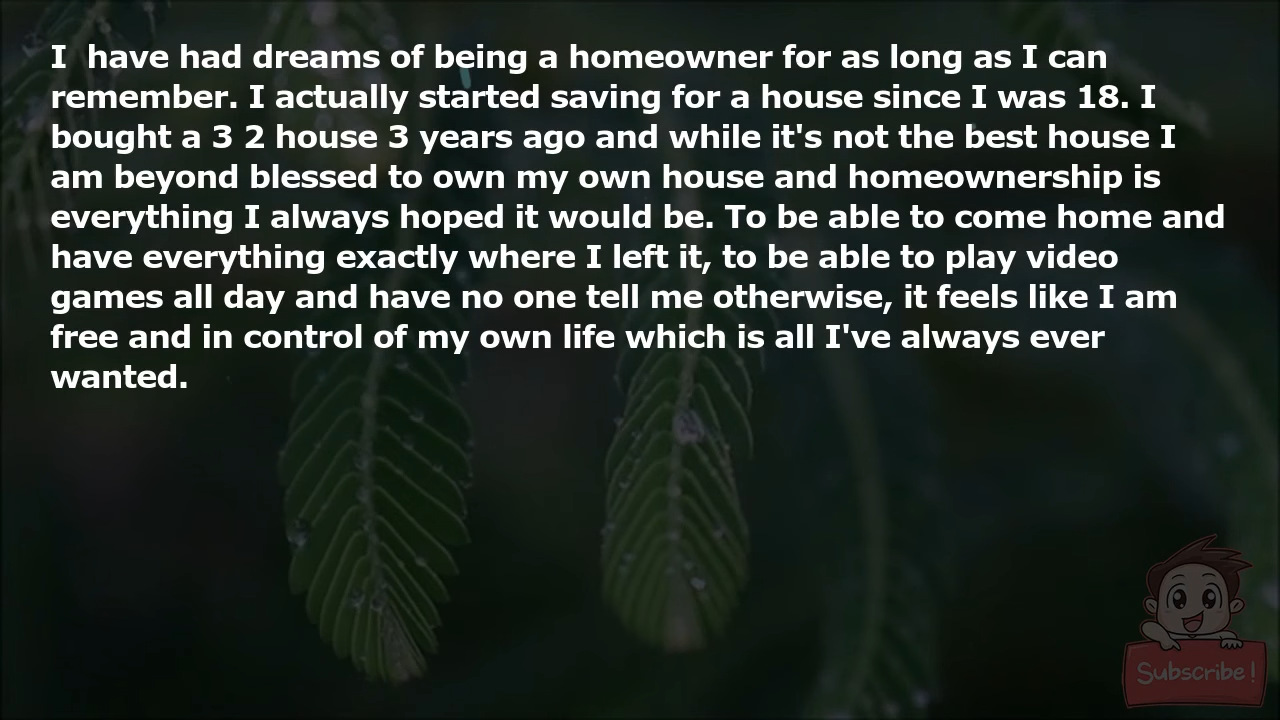 I  have had dreams of being a homeowner for as long as I can
remember. I actually started saving for a house since I was 18. I
bought a 3 2 house 3 years ago and while it's not the best house I
am beyond blessed to own my own house and homeownership is
everything I always hoped it would be. To be able to come home and
have everything exactly where I left it, to be able to play video
games all day and have no one tell me otherwise, it feels like I am
free and in control of my own life which is all I've always ever
wanted.
Subscribe!